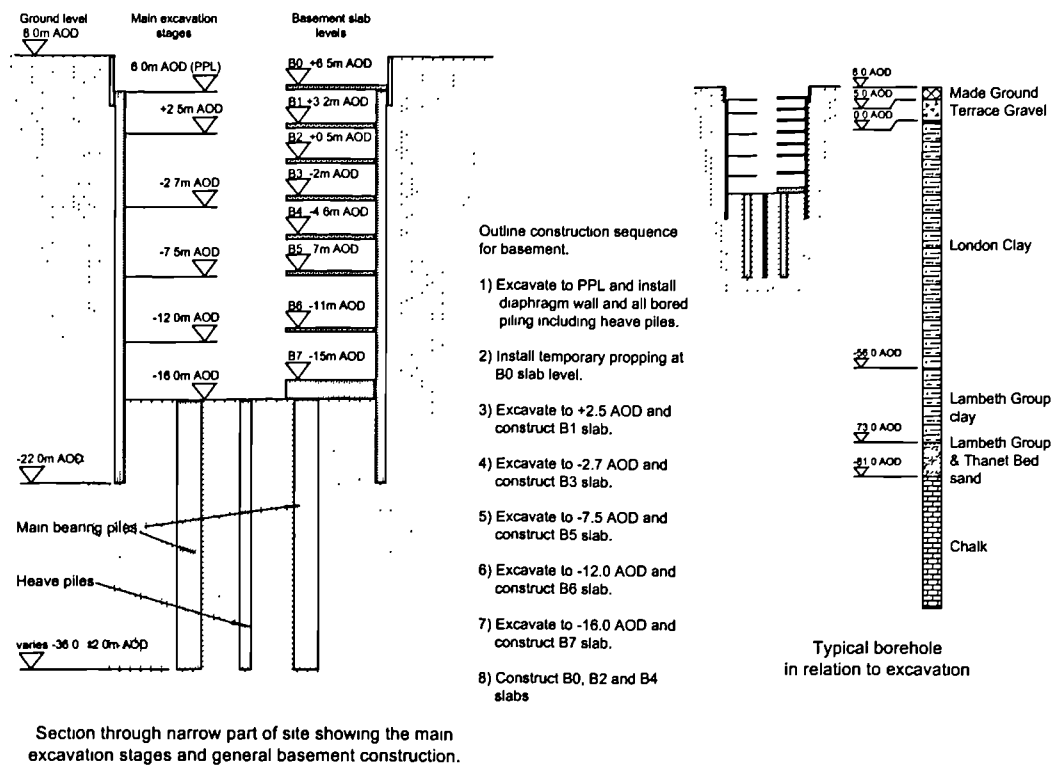 Ground level
8 0m AOD
Main excavation
stages
Basement slab
levels
6 0m AOD (PPL)
+2 5m AOD
-2 7m AOD
-7 5m AOD
-12 0m AOD
-16 0m AOD
B0 +6 5m AOD
B1 +3 2m AOD
B2 +0 5m AOD
B3 -2m AOD
B4 -4 6m AOD
B5 7m AOD
B6 -11m AOD
B7 -15m AOD
-22 0m AOD
Main bearing piles
Heave piles
varies -36 0 42 0m AOD
Section through narrow part of site showing the main
excavation stages and general basement construction.
Outline construction sequence
for basement.
1) Excavate to PPL and install
diaphragm wall and all bored
piling including heave piles.
2) Install temporary propping at
B0 slab level.
3) Excavate to +2.5 AOD and
construct B1 slab.
4) Excavate to -2.7 AOD and
construct B3 slab.
5) Excavate to -7.5 AOD and
construct B5 slab.
6) Excavate to -12.0 AOD and
construct B6 slab.
7) Excavate to -16.0 AOD and
construct B7 slab.
8) Construct B0, B2 and B4
slabs
8 0 AOD
5 0 AOD
0 0 AOD
-56 0 AOD
73 0 AOD
-81 0 AOD
Made Ground
Terrace Gravel
London Clay
Lambeth Group
clay
Lambeth Group
& Thanet Bed
sand
Chalk
Typical borehole
in relation to excavation